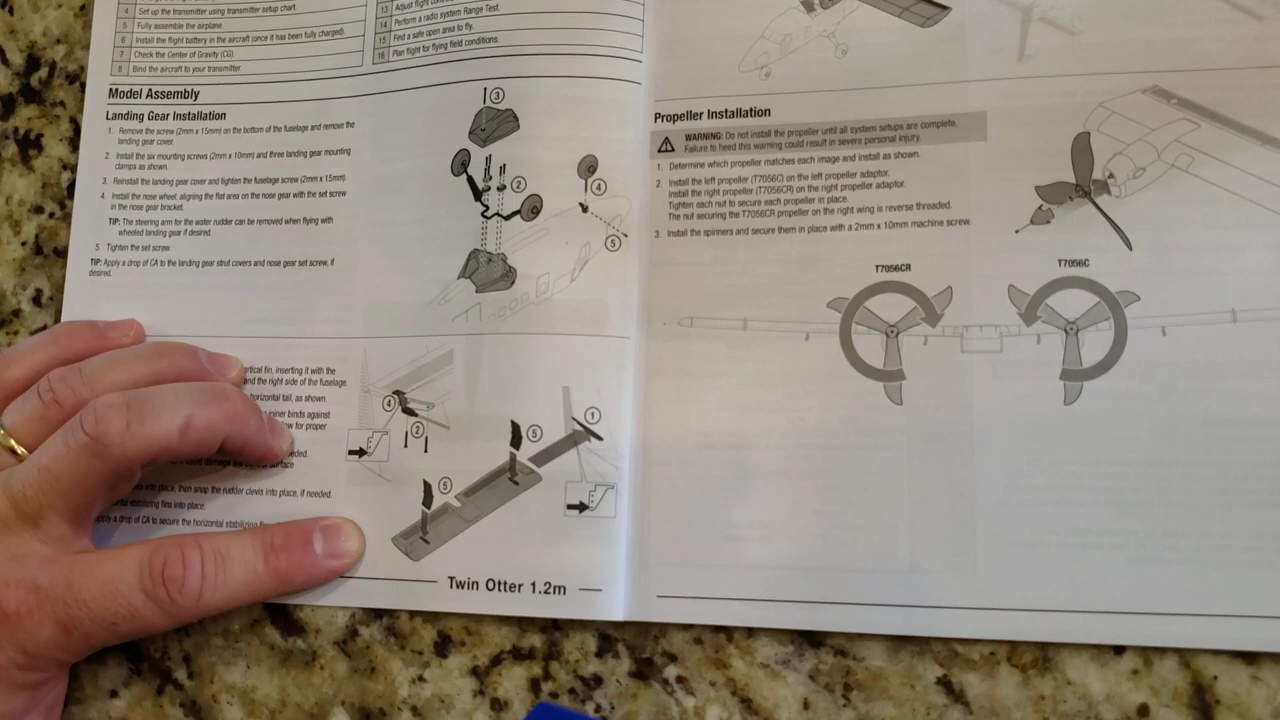 4 Set up the transmitter using transmitter setup chart.
5 Fully assemble the airplane.
6 Install the flight battery in the aircraft (once it has been fully charged).
7 Check the Center of Gravity (CG).
8 Bind the aircraft to your transmitter.
13 Adjust flight
14 Perform a radio system Range Test.
15 Find a safe open area to fly.
16 Plan flight for flying field conditions.
Model Assembly
Landing Gear Installation
1. Remove the screw (2mm x 15mm) on the bottom of the fuselage and remove the
landing gear cover.
2. Install the six mounting screws (2mm x 10mm) and three landing gear mounting
clamps as shown.
3. Reinstall the landing gear cover and tighten the fuselage screw (2mm x 15mm).
4. Install the nose wheel, aligning the flat area on the nose gear with the set screw
in the nose gear bracket.
TIP: The steering arm for the water rudder can be removed when flying with
wheeled landing gear if desired.
5. Tighten the set screw.
TIP: Apply a drop of CA to the landing gear strut covers and nose gear set screw, if
desired.
3
2
4
5
fin, inserting it with the
and the right side of the fuselage.
horizontal tail, as shown.
binds against
for proper
surface
into place, then snap the rudder clevis into place, if needed.
stabilizing fins into place.
a drop of CA to secure the horizontal stabilizing
4
2
5
1
5
Twin Otter 1.2m
Propeller Installation
WARNING: Do not install the propeller until all system setups are complete.
Failure to heed this warning could result in severe personal injury.
1. Determine which propeller matches each image and install as shown.
2. Install the left propeller (T7056C) on the left propeller adaptor.
Install the right propeller (T7056CR) on the right propeller adaptor.
Tighten each nut to secure each propeller in place.
The nut securing the T7056CR propeller on the right wing is reverse threaded.
3. Install the spinners and secure them in place with a 2mm x 10mm machine screw.
T7056CR
T7056C